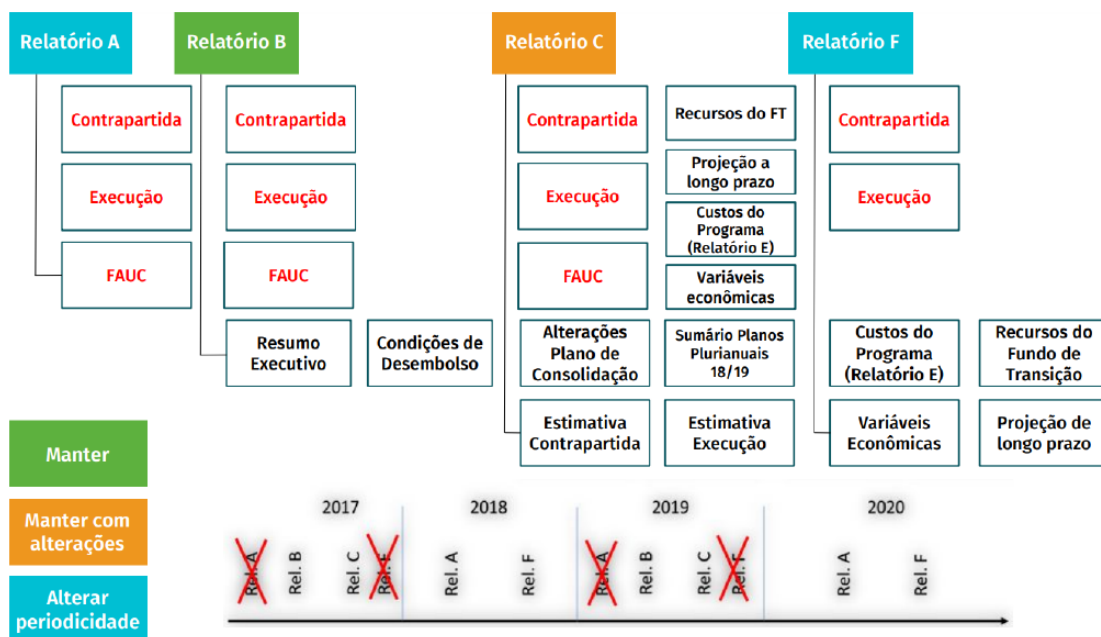 Relatório A
Relatório B
Relatório C
Relatório F
Contrapartida
Execução
FAUC
Contrapartida
Execução
FAUC
Resumo
Executivo
Condições de
Desembolso
Contrapartida
Execução
FAUC
Alterações
Plano de
Consolidação
Estimativa
Contrapartida
Recursos do FT
Projeção a
longo prazo
Custos do
Programa
(Relatório E)
Variáveis
econômicas
Sumário Planos
Plurianuais
18/19
Estimativa
Execução
Contrapartida
Execução
Custos do
Programa
(Relatório E)
Recursos do
Fundo de
Transição
Variáveis
Econômicas
Projeção de
longo prazo
Manter
Manter com
alterações
Alterar
periodicidade
2017
2018
2019
2020
Rel. A
Rel. B
Rel. C
Rel. F
Rel. A
Rel. F
Rel. A
Rel. B
Rel. C
Rel. F
Rel. A
Rel. F